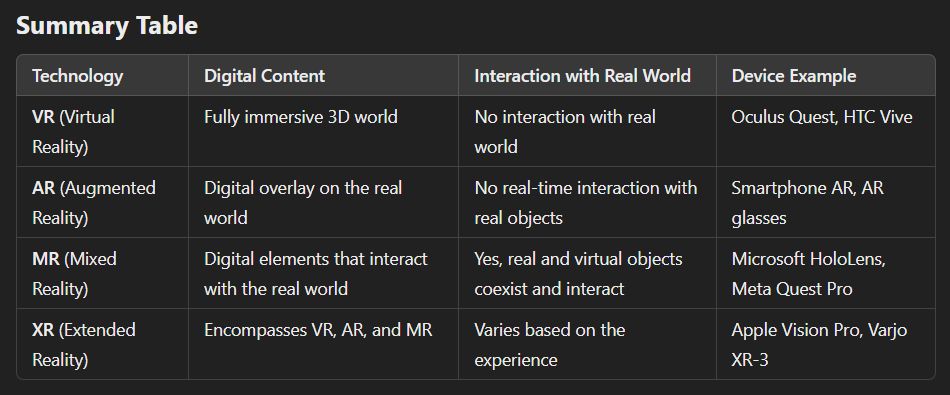 Summary Table
Technology Digital Content Interaction with Real World Device Example
VR (Virtual Fully immersive 3D world No interaction with real Oculus Quest, HTC Vive
Reality) world
AR (Augmented Digital overlay on the real No real-time interaction with Smartphone AR, AR
Reality) world real objects glasses
MR (Mixed Digital elements that interact Yes, real and virtual objects Microsoft HoloLens,
Reality) with the real world coexist and interact Meta Quest Pro
XR (Extended Encompasses VR, AR, and MR Varies based on the Apple Vision Pro, Varjo
Reality) experience XR-3